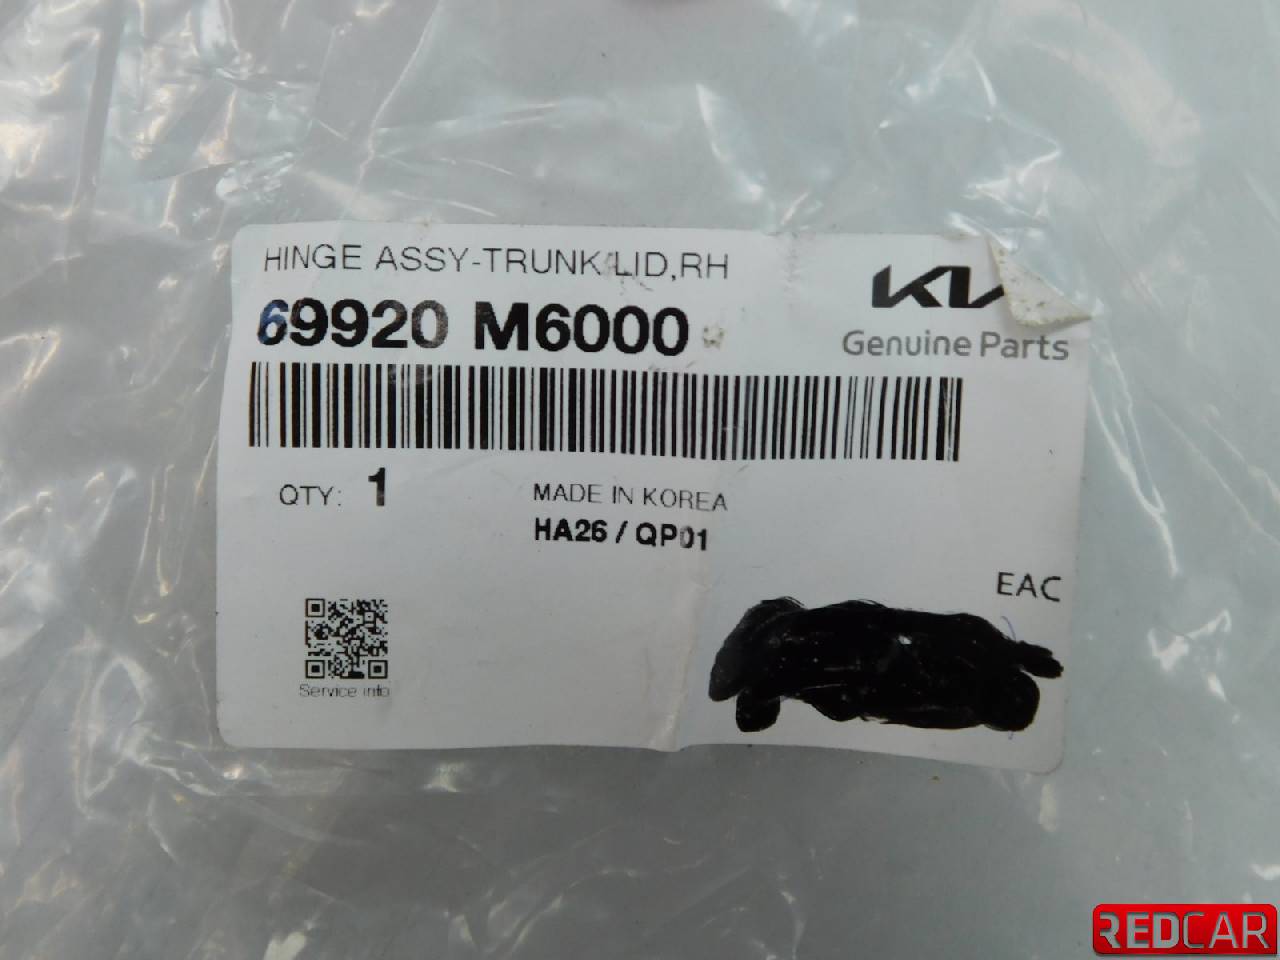 HINGE ASSY-TRUNK LID,RH
69920 M6000
KIA
Genuine Parts
QTY: 1
MADE IN KOREA
HA26 / QP01
EAC
Service info
REDCAR